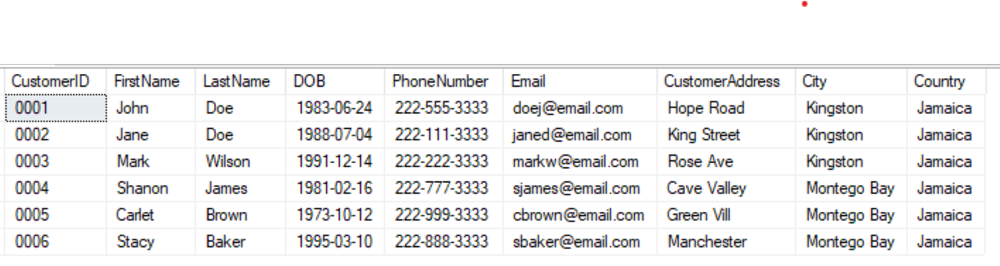 CustomerID FirstName LastName DOB PhoneNumber Email CustomerAddress City Country
0001 John Doe 1983-06-24 222-555-3333 doej@email.com Hope Road Kingston Jamaica
0002 Jane Doe 1988-07-04 222-111-3333 janed@email.com King Street Kingston Jamaica
0003 Mark Wilson 1991-12-14 222-222-3333 markw@email.com Rose Ave Kingston Jamaica
0004 Shanon James 1981-02-16 222-777-3333 sjames@email.com Cave Valley Montego Bay Jamaica
0005 Carlet Brown 1973-10-12 222-999-3333 cbrown@email.com Green Vill Montego Bay Jamaica
0006 Stacy Baker 1995-03-10 222-888-3333 sbaker@email.com Manchester Montego Bay Jamaica